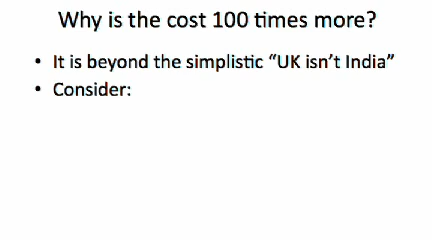 Why is the cost 100 times more?
• It is beyond the simplistic “UK isn’t India”
• Consider: